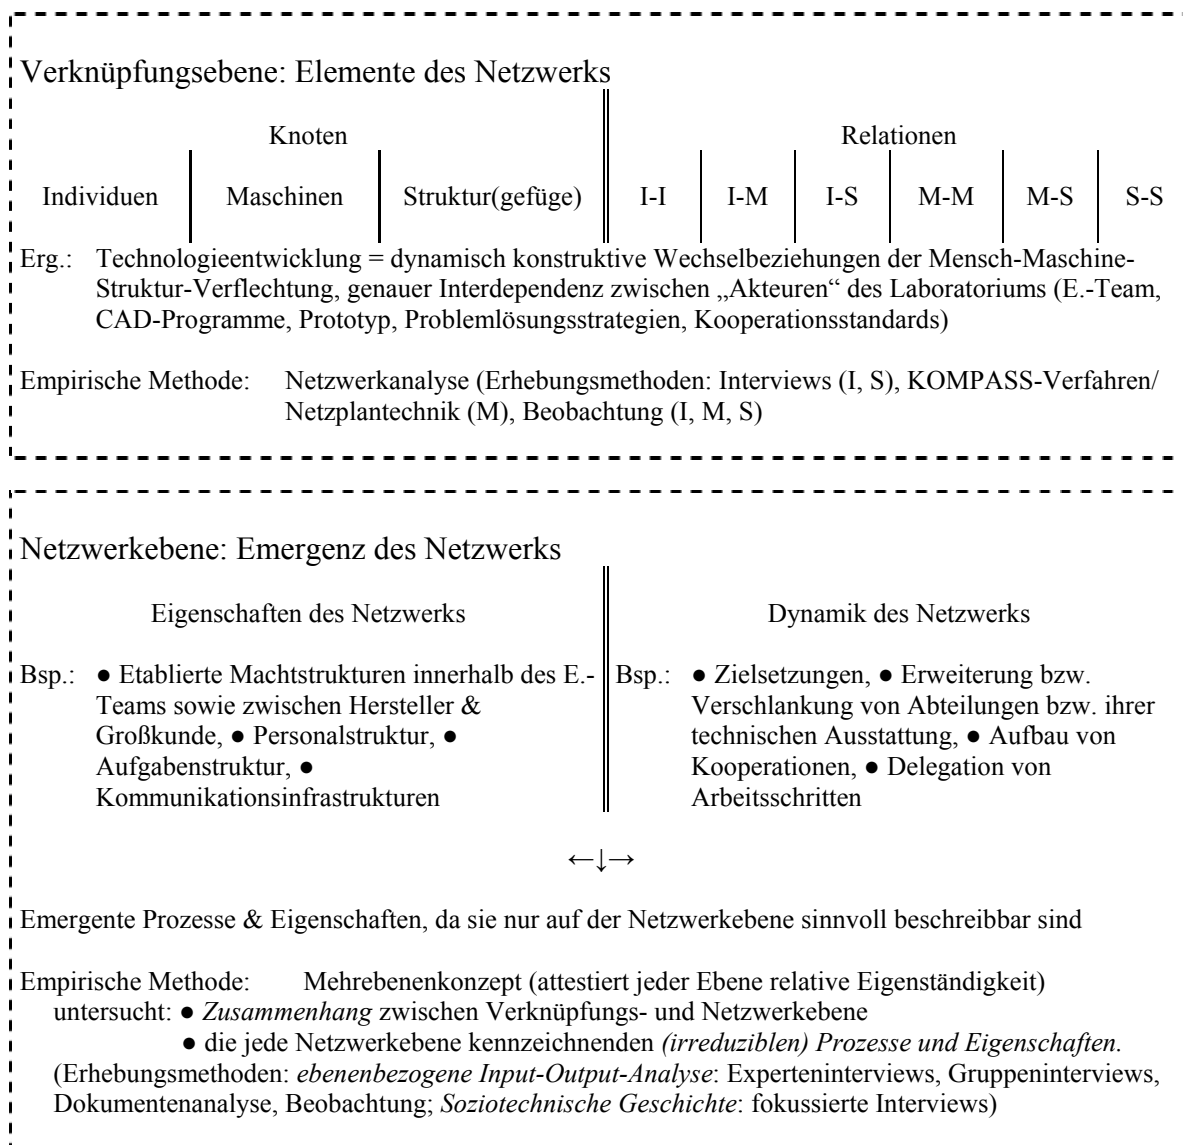 Verknüpfungsebene: Elemente des Netzwerks
Knoten
Relationen
Individuen
Maschinen
Struktur(gefüge)
I-I
I-M
I-S
M-M
M-S
S-S
Erg.: Technologieentwicklung = dynamisch konstruktive Wechselbeziehungen der Mensch-Maschine-
Struktur-Verflechtung, genauer Interdependenz zwischen „Akteuren“ des Laboratoriums (E.-Team,
CAD-Programme, Prototyp, Problemlösungsstrategien, Kooperationsstandards)
Empirische Methode: Netzwerkanalyse (Erhebungsmethoden: Interviews (I, S), KOMPASS-Verfahren/
Netzplantechnik (M), Beobachtung (I, M, S)
Netzwerkebene: Emergenz des Netzwerks
Eigenschaften des Netzwerks
Bsp.: ● Etablierte Machtstrukturen innerhalb des E.-
Teams sowie zwischen Hersteller &
Großkunde, ● Personalstruktur, ●
Aufgabenstruktur, ●
Kommunikationsinfrastrukturen
Dynamik des Netzwerks
Bsp.: ● Zielsetzungen, ● Erweiterung bzw.
Verschlankung von Abteilungen bzw. ihrer
technischen Ausstattung, ● Aufbau von
Kooperationen, ● Delegation von
Arbeitsschritten
←↓→
Emergente Prozesse & Eigenschaften, da sie nur auf der Netzwerkebene sinnvoll beschreibbar sind
Empirische Methode: Mehrebenenkonzept (attestiert jeder Ebene relative Eigenständigkeit)
untersucht: ● Zusammenhang zwischen Verknüpfungs- und Netzwerkebene
● die jede Netzwerkebene kennzeichnenden (irreduziblen) Prozesse und Eigenschaften.
(Erhebungsmethoden: ebenenbezogene Input-Output-Analyse: Experteninterviews, Gruppeninterviews,
Dokumentenanalyse, Beobachtung; Soziotechnische Geschichte: fokussierte Interviews)